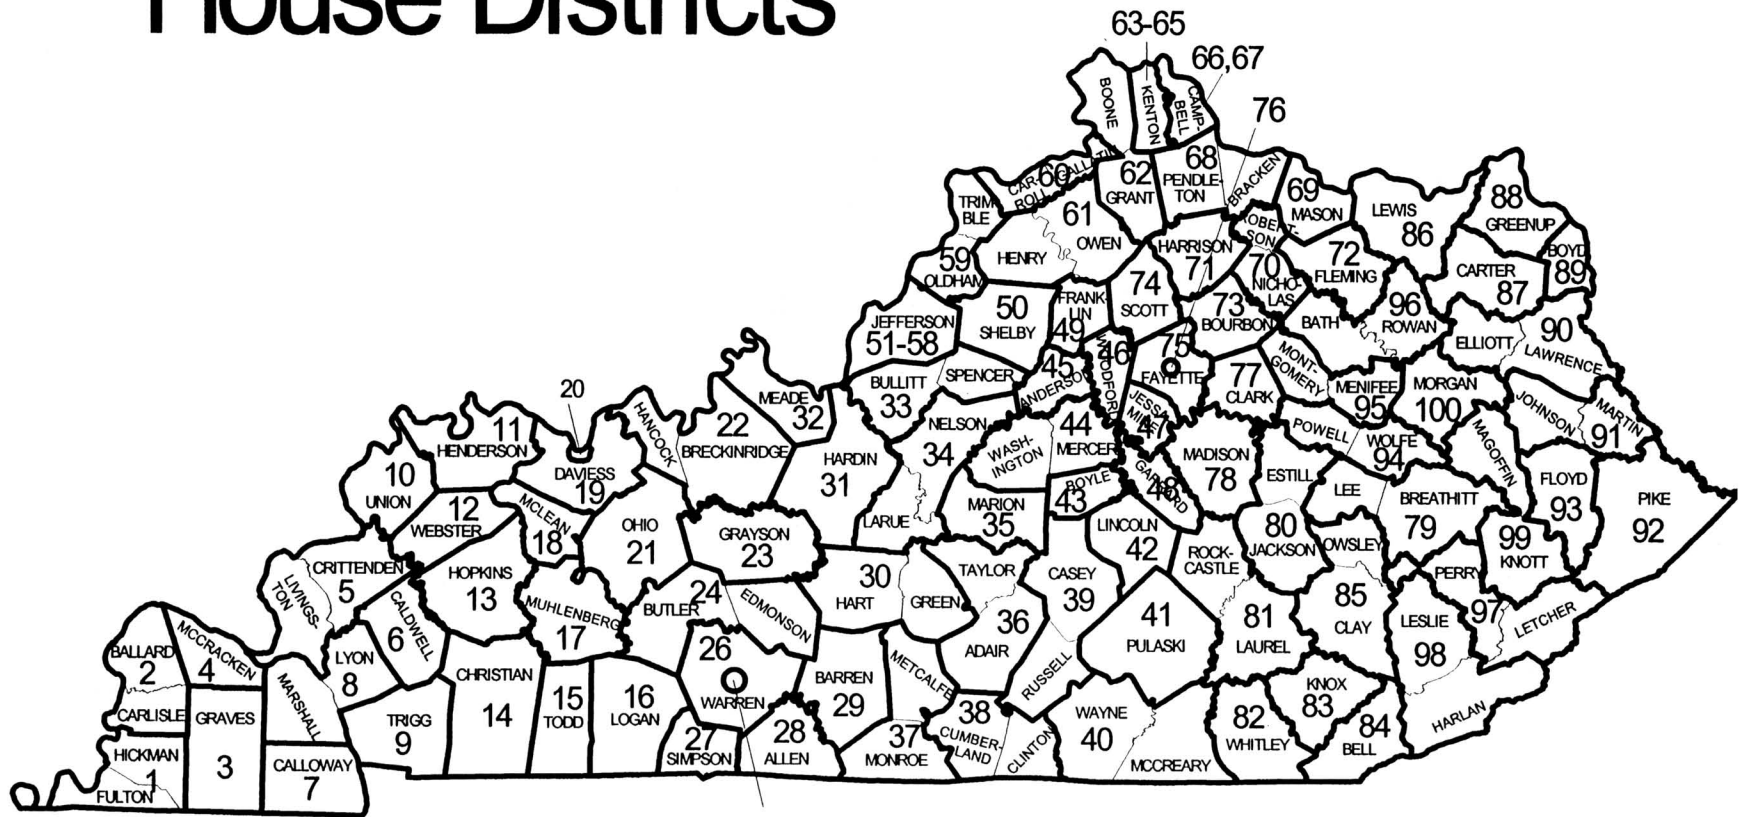 House Districts
63-65
66,67
76
BOONE
KENTON
CAMP-
BELL
68
PENDLE-
TON
62
GRANT
BRACKEN
69
MASON
LEWIS
86
88
GREENUP
60
CAR-
ROLL
GALLATIN
TRIM-
BLE
61
OWEN
HENRY
HARRISON
71
ROBERT-
SON
70
NICHO-
LAS
72
FLEMING
CARTER
87
BOYD
89
59
OLDHAM
50
SHELBY
FRANK-
LIN
49
74
SCOTT
73
BOURBON
BATH
96
ROWAN
ELLIOTT
90
LAWRENCE
JEFFERSON
51-58
SPENCER
45
ANDERSON
46
WOODFORD
75
FAYETTE
77
CLARK
MONT-
GOMERY
MENIFEE
95
MORGAN
100
JOHNSON
MARTIN
91
20
HANCOCK
22
BRECKINRIDGE
MEADE
32
BULLITT
33
NELSON
34
WASH-
INGTON
44
MERCER
JESSA-
MINE
47
MADISON
78
ESTILL
POWELL
WOLFE
94
MAGOFFIN
FLOYD
93
PIKE
92
11
HENDERSON
10
UNION
DAVIESS
19
12
WEBSTER
MCLEAN
18
OHIO
21
HARDIN
31
LARUE
GRAYSON
23
MARION
35
BOYLE
43
GARRARD
48
LINCOLN
42
ROCK-
CASTLE
80
JACKSON
LEE
OWSLEY
BREATHITT
79
99
KNOTT
PERRY
97
LETCHER
CRITTENDEN
5
LIVINGS-
TON
CALDWELL
6
HOPKINS
13
MUHLENBERG
17
BUTLER
24
EDMONSON
30
HART
GREEN
TAYLOR
36
ADAIR
CASEY
39
41
PULASKI
81
LAUREL
85
CLAY
LESLIE
98
HARLAN
BALLARD
2
MCCRACKEN
4
CARLISLE
GRAVES
3
MARSHALL
LYON
8
TRIGG
9
CHRISTIAN
14
15
TODD
16
LOGAN
26
WARREN
BARREN
29
METCALFE
RUSSELL
38
CUMBER-
LAND
CLINTON
WAYNE
40
MCCREARY
82
WHITLEY
KNOX
83
84
BELL
HICKMAN
1
FULTON
CALLOWAY
7
27
SIMPSON
28
ALLEN
37
MONROE